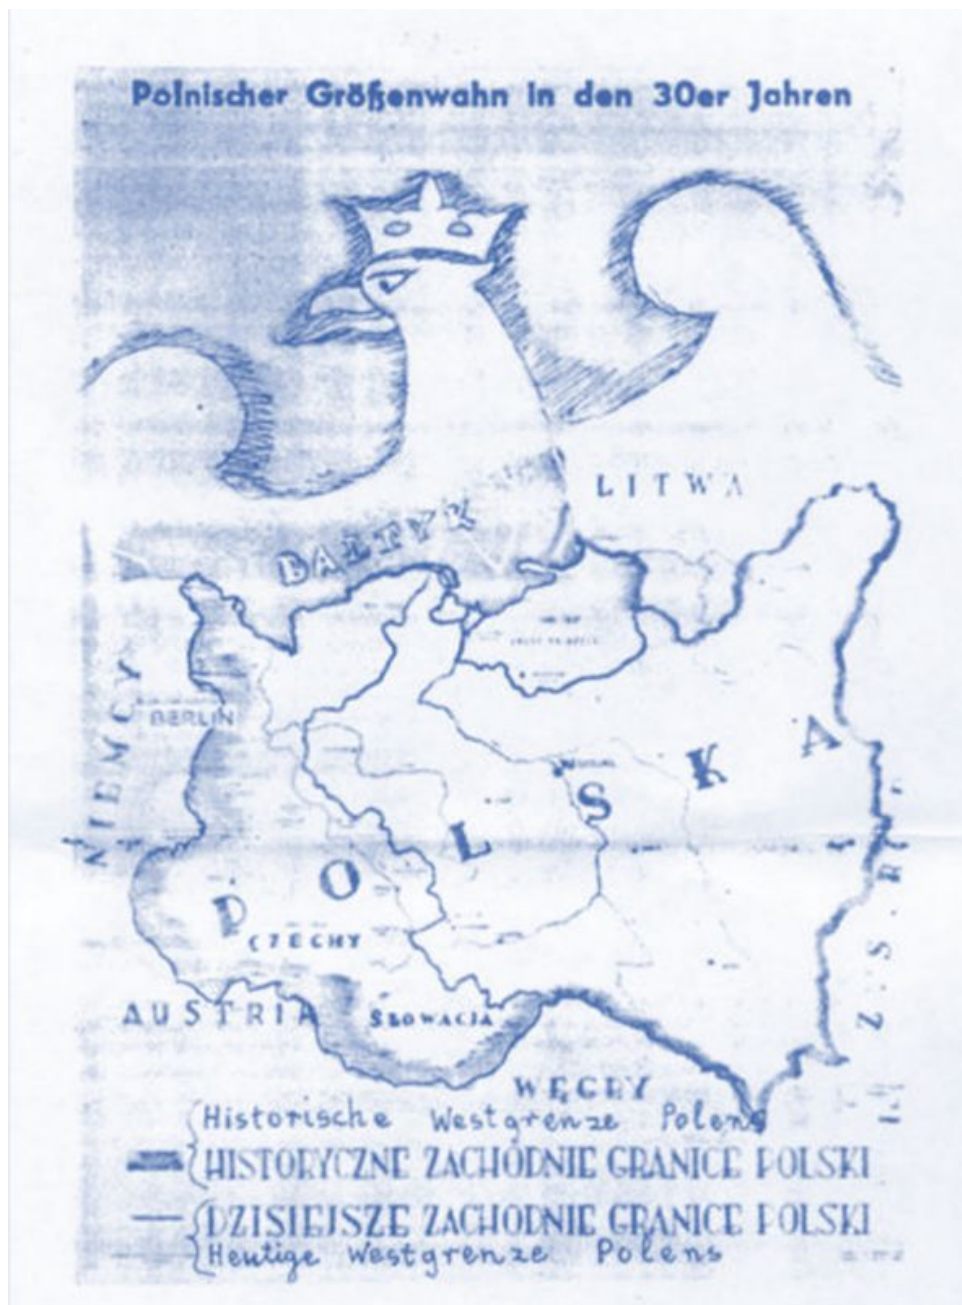 Polnischer Größenwahn in den 30er Jahren
LITWA
BAŁTYK
NIEMCY
BERLIN
POLSKA
CZECHY
AUSTRIA
SŁOWACJA
WĘGRY
Z.S.R.
Historische Westgrenze Polens
HISTORYCZNE ZACHODNIE GRANICE POLSKI
DZISIEJSZE ZACHODNIE GRANICE POLSKI
Heutige Westgrenze Polens